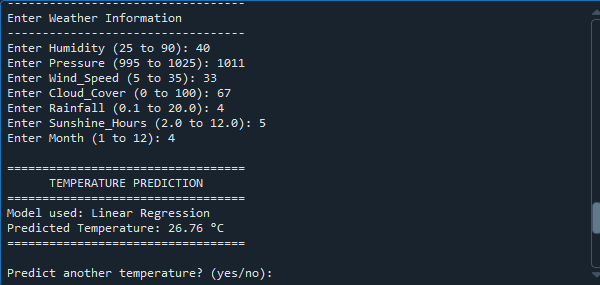 ----------------------------------
Enter Weather Information
----------------------------------
Enter Humidity (25 to 90): 40
Enter Pressure (995 to 1025): 1011
Enter Wind_Speed (5 to 35): 33
Enter Cloud_Cover (0 to 100): 67
Enter Rainfall (0.1 to 20.0): 4
Enter Sunshine_Hours (2.0 to 12.0): 5
Enter Month (1 to 12): 4
==================================
TEMPERATURE PREDICTION
==================================
Model used: Linear Regression
Predicted Temperature: 26.76 °C
==================================
Predict another temperature? (yes/no):